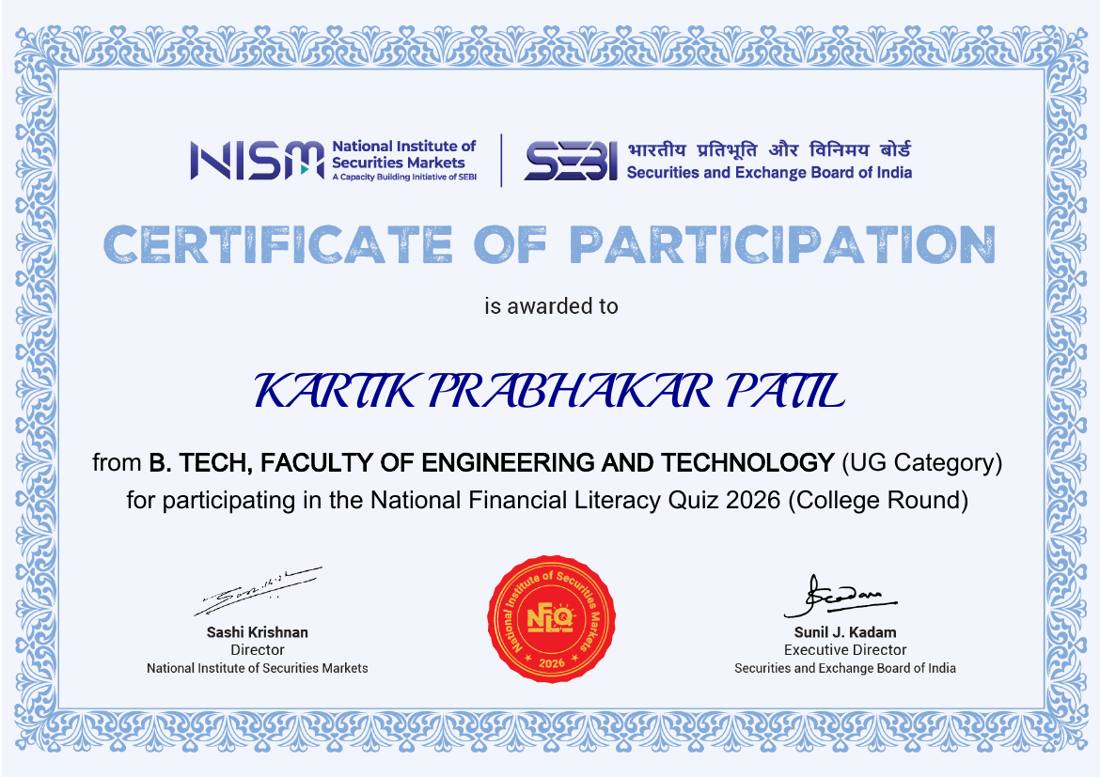 NISM
National Institute of
Securities Markets
A Capacity Building Initiative of SEBI
SEBI
भारतीय प्रतिभूति और विनिमय बोर्ड
Securities and Exchange Board of India
CERTIFICATE OF PARTICIPATION
is awarded to
KARTIK PRABHAKAR PATIL
from B. TECH, FACULTY OF ENGINEERING AND TECHNOLOGY (UG Category)
for participating in the National Financial Literacy Quiz 2026 (College Round)
Sashi Krishnan
Director
National Institute of Securities Markets
National Institute of Securities Markets
NFLQ
2026
Sunil J. Kadam
Executive Director
Securities and Exchange Board of India